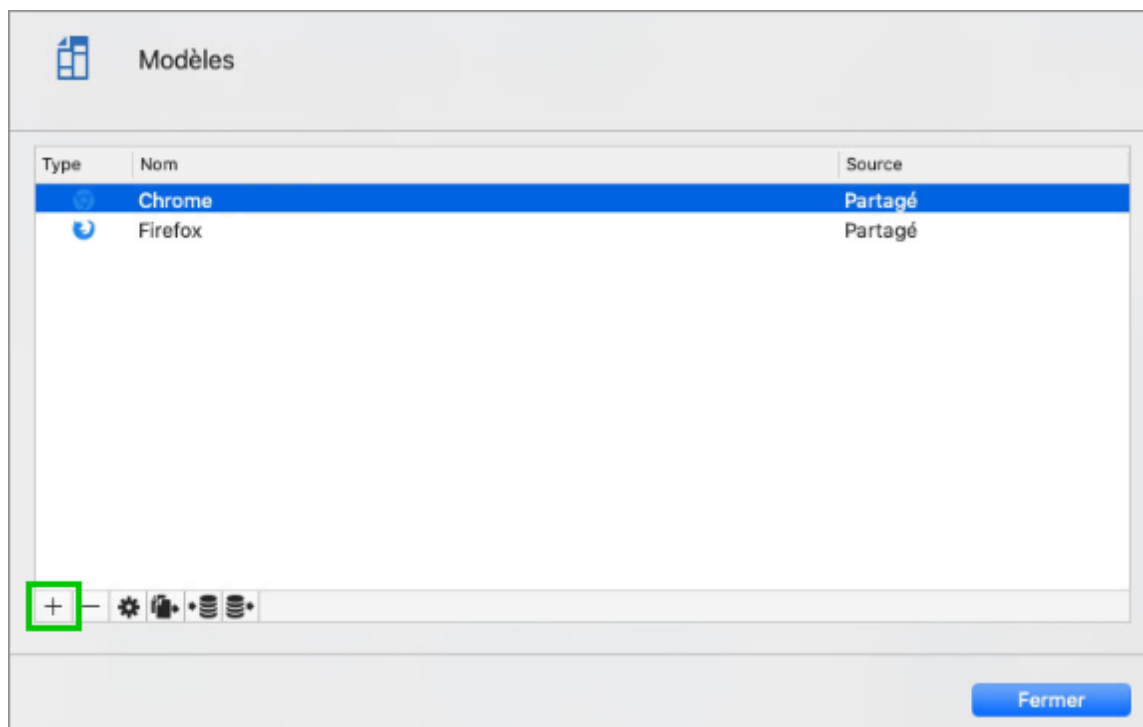 Modèles
Type Nom Source
Chrome Partagé
Firefox Partagé
Fermer